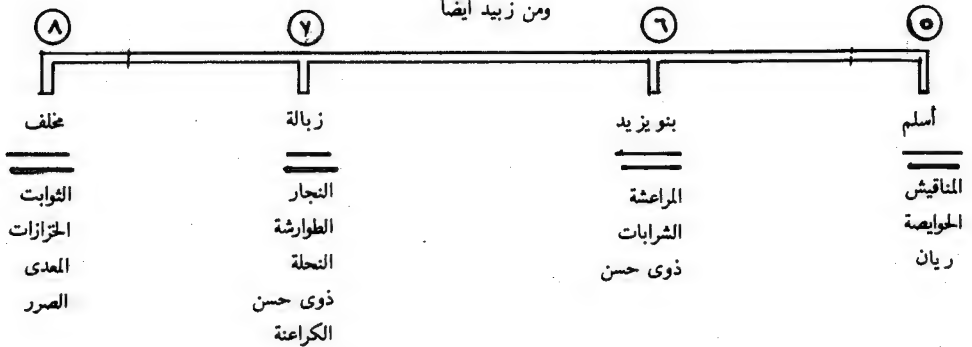 ومن زبيد ايضاً
٥
أسلم
المناقيش
الحوايصة
ريان
٦
بنو يزيد
المراعشة
الشرابات
ذوى حسن
٧
زبالة
النجار
الطوارشة
النحلة
ذوى حسن
الكراعنة
٨
مخلف
الثوابت
الخزازات
المعدى
الصرر